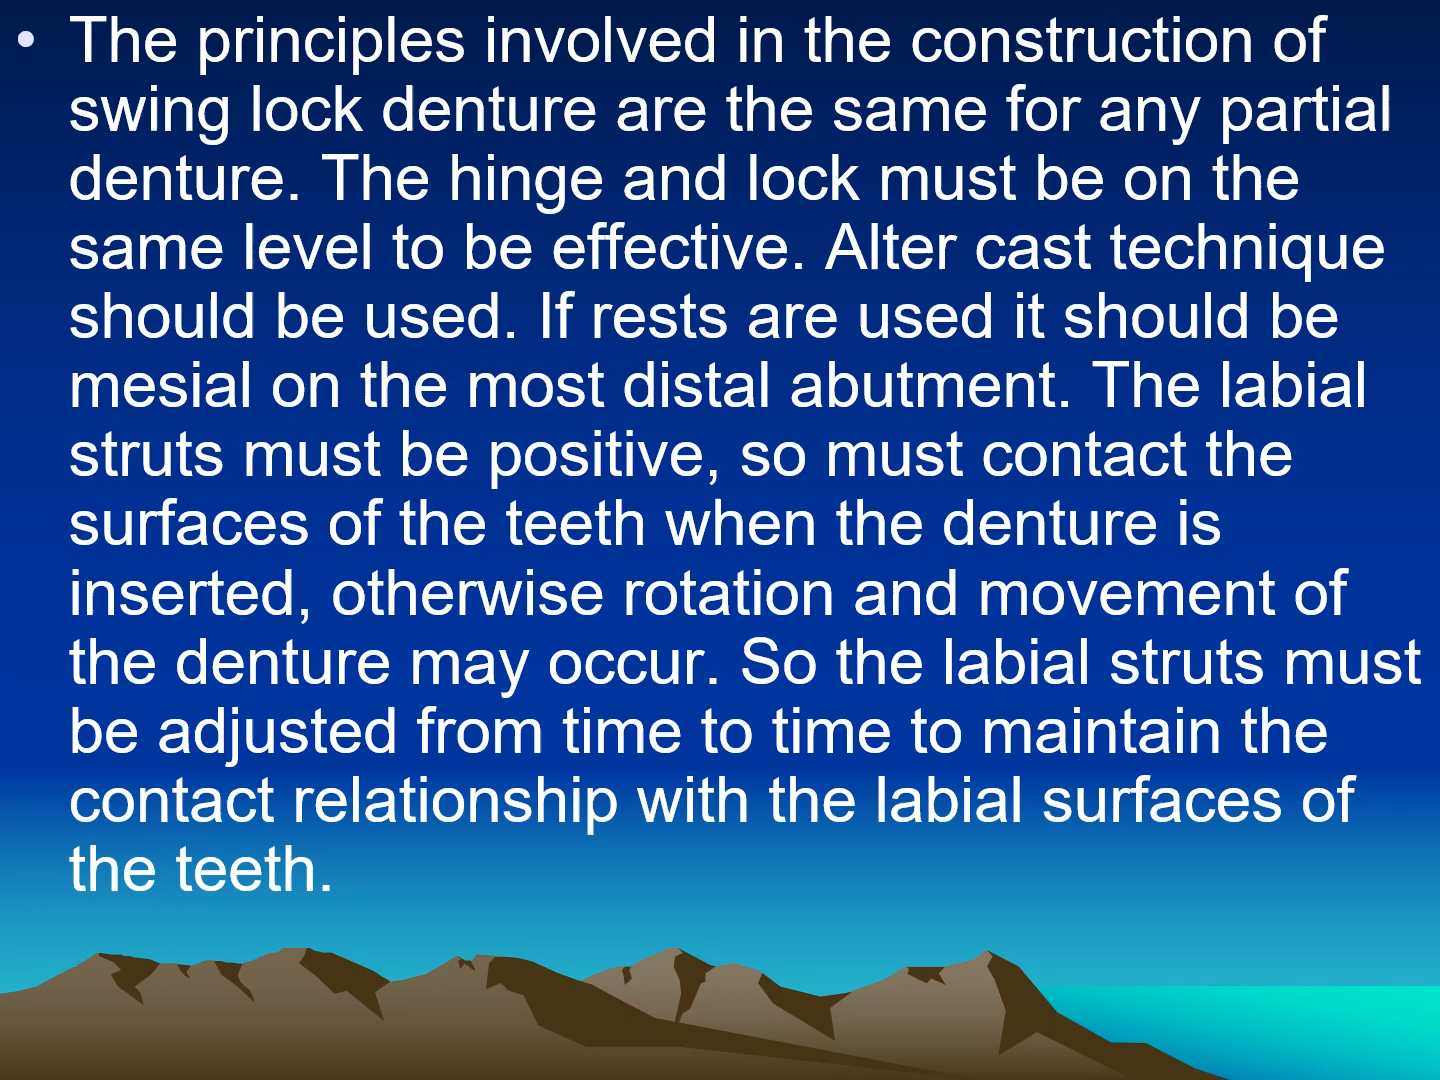 • The principles involved in the construction of
swing lock denture are the same for any partial
denture. The hinge and lock must be on the
same level to be effective. Alter cast technique
should be used. If rests are used it should be
mesial on the most distal abutment. The labial
struts must be positive, so must contact the
surfaces of the teeth when the denture is
inserted, otherwise rotation and movement of
the denture may occur. So the labial struts must
be adjusted from time to time to maintain the
contact relationship with the labial surfaces of
the teeth.